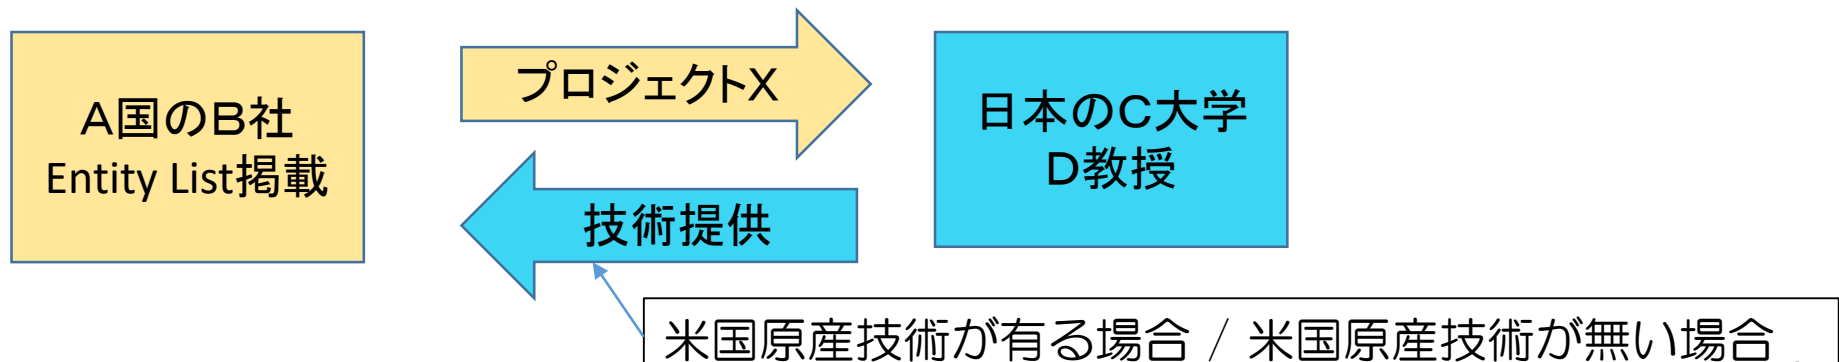 A国のB社
Entity List掲載
プロジェクトX
日本のC大学
D教授
技術提供
米国原産技術が有る場合 / 米国原産技術が無い場合